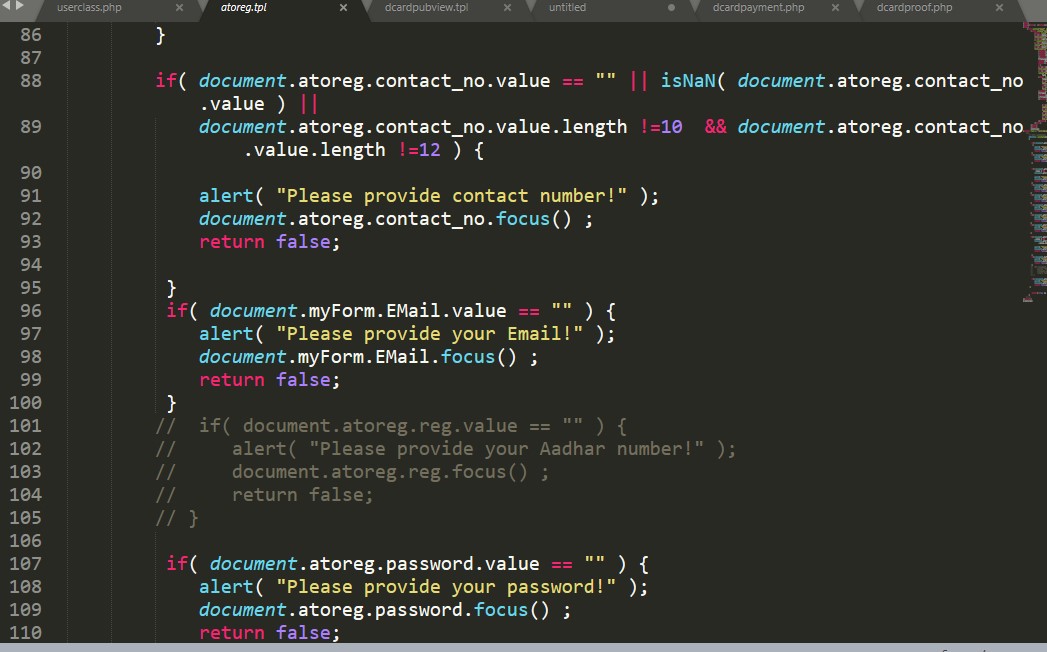 userclass.php × atoreg.tpl × dcardpubview.tpl × untitled dcardpayment.php × dcardproof.php ×
86 }
87
88 if( document.atoreg.contact_no.value == "" || isNaN( document.atoreg.contact_no
.value ) ||
89 document.atoreg.contact_no.value.length !=10 && document.atoreg.contact_no
.value.length !=12 ) {
90
91 alert( "Please provide contact number!" );
92 document.atoreg.contact_no.focus() ;
93 return false;
94
95 }
96 if( document.myForm.EMail.value == "" ) {
97 alert( "Please provide your Email!" );
98 document.myForm.EMail.focus() ;
99 return false;
100 }
101 // if( document.atoreg.reg.value == "" ) {
102 // alert( "Please provide your Aadhar number!" );
103 // document.atoreg.reg.focus() ;
104 // return false;
105 // }
106
107 if( document.atoreg.password.value == "" ) {
108 alert( "Please provide your password!" );
109 document.atoreg.password.focus() ;
110 return false;